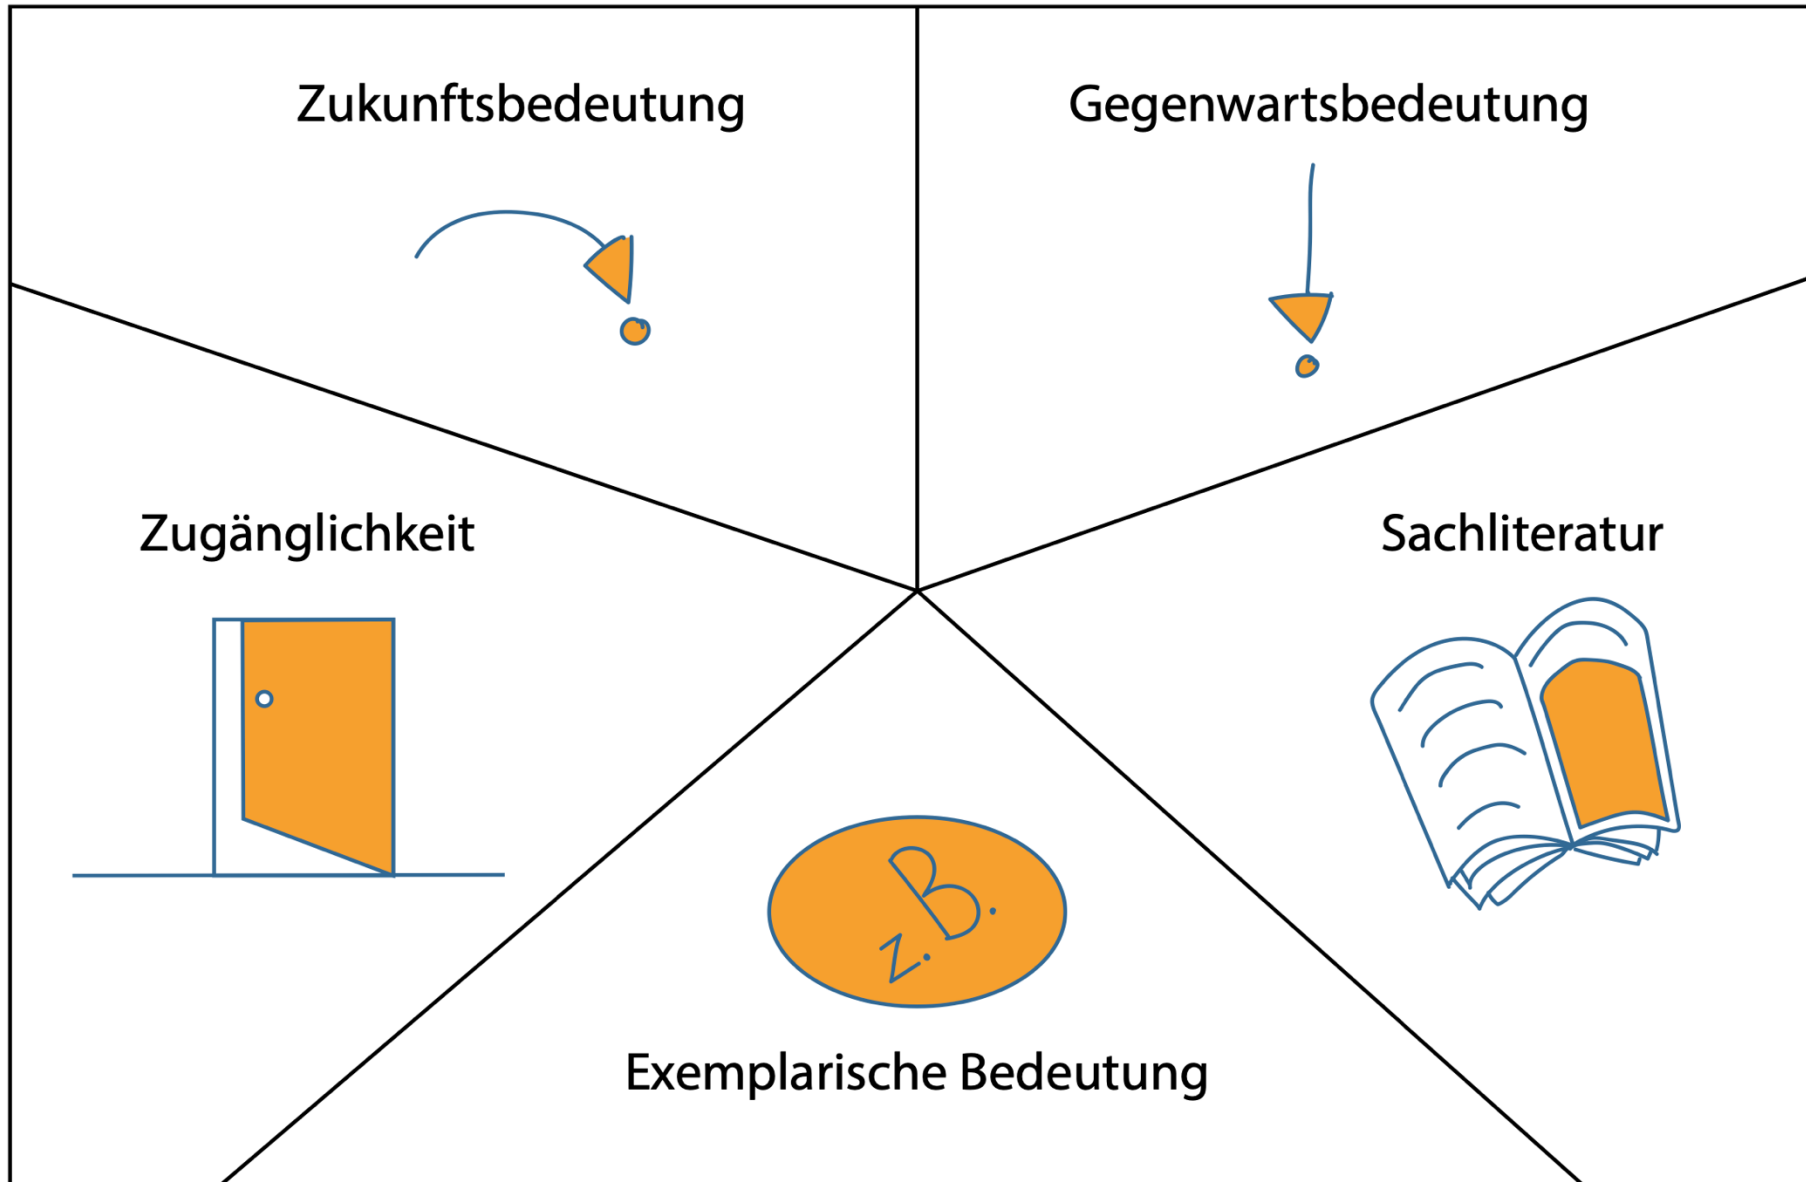 Zukunftsbedeutung
Gegenwartsbedeutung
Zugänglichkeit
Sachliteratur
z.B.
Exemplarische Bedeutung